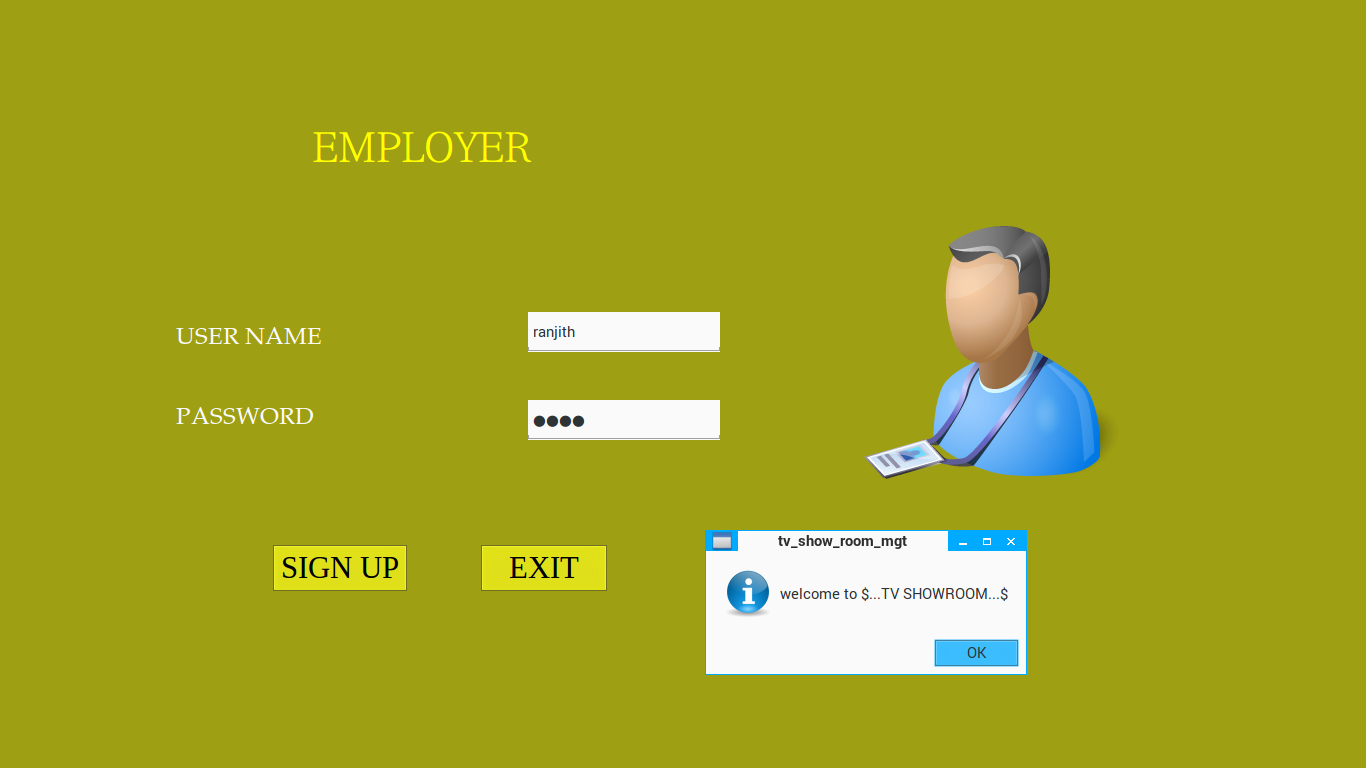 EMPLOYER
USER NAME
ranjith
PASSWORD
●●●●
SIGN UP
EXIT
tv_show_room_mgt
welcome to $...TV SHOWROOM...$
OK